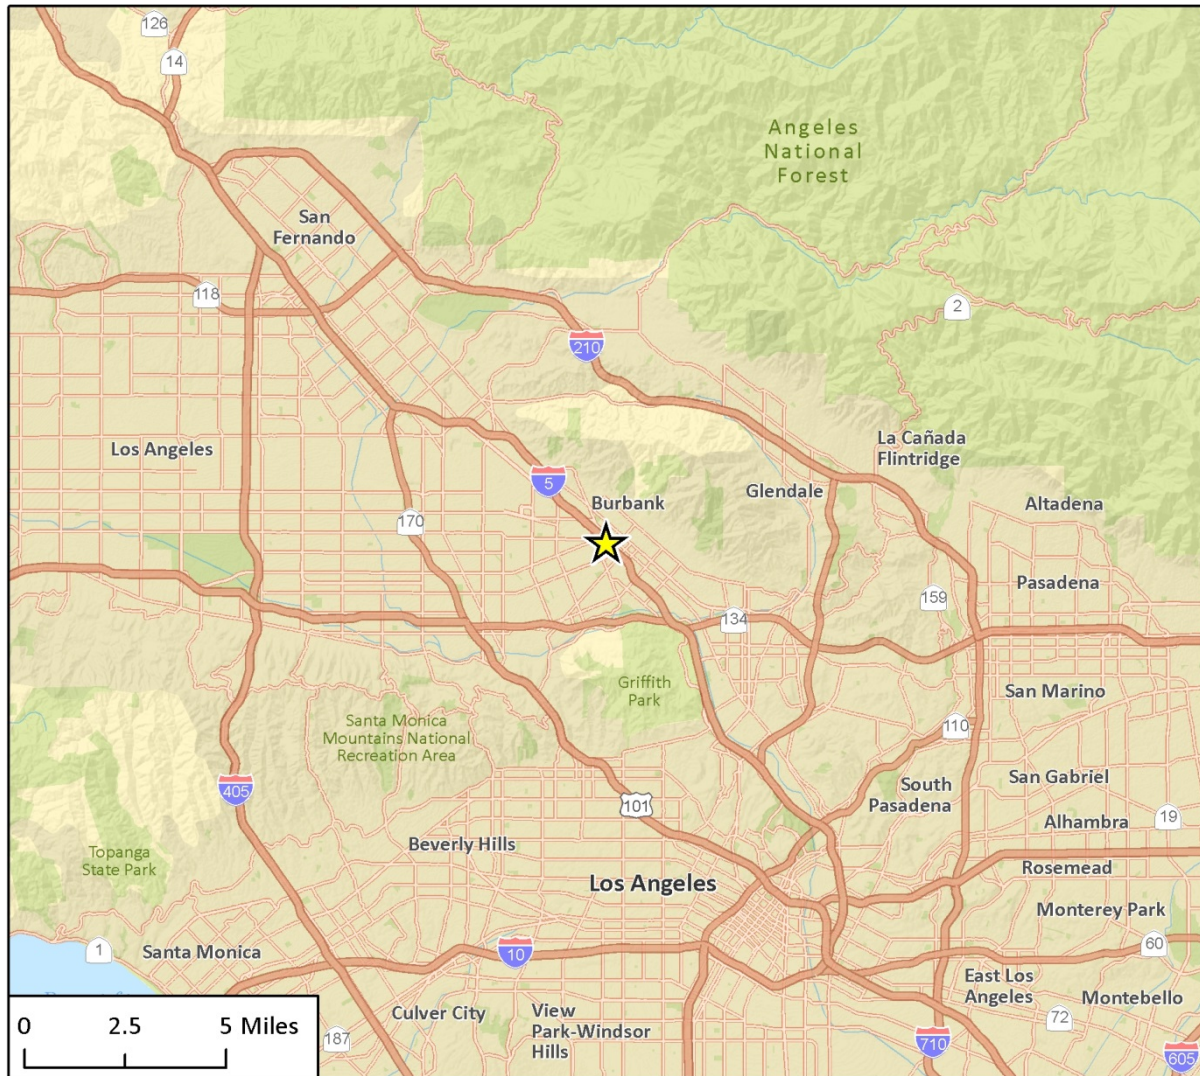 126
14
Angeles
National
Forest
San
Fernando
118
2
210
La Cañada
Flintridge
Los Angeles
5
Glendale
Burbank
Altadena
170
Pasadena
159
134
Griffith
Park
San Marino
Santa Monica
Mountains National
Recreation Area
110
405
101
South
Pasadena
San Gabriel
19
Alhambra
Beverly Hills
Topanga
State Park
Los Angeles
Rosemead
Monterey Park
1
Santa Monica
10
60
East Los
Angeles
Montebello
Culver City
View
Park-Windsor
Hills
72
187
710
605
0 2.5 5 Miles